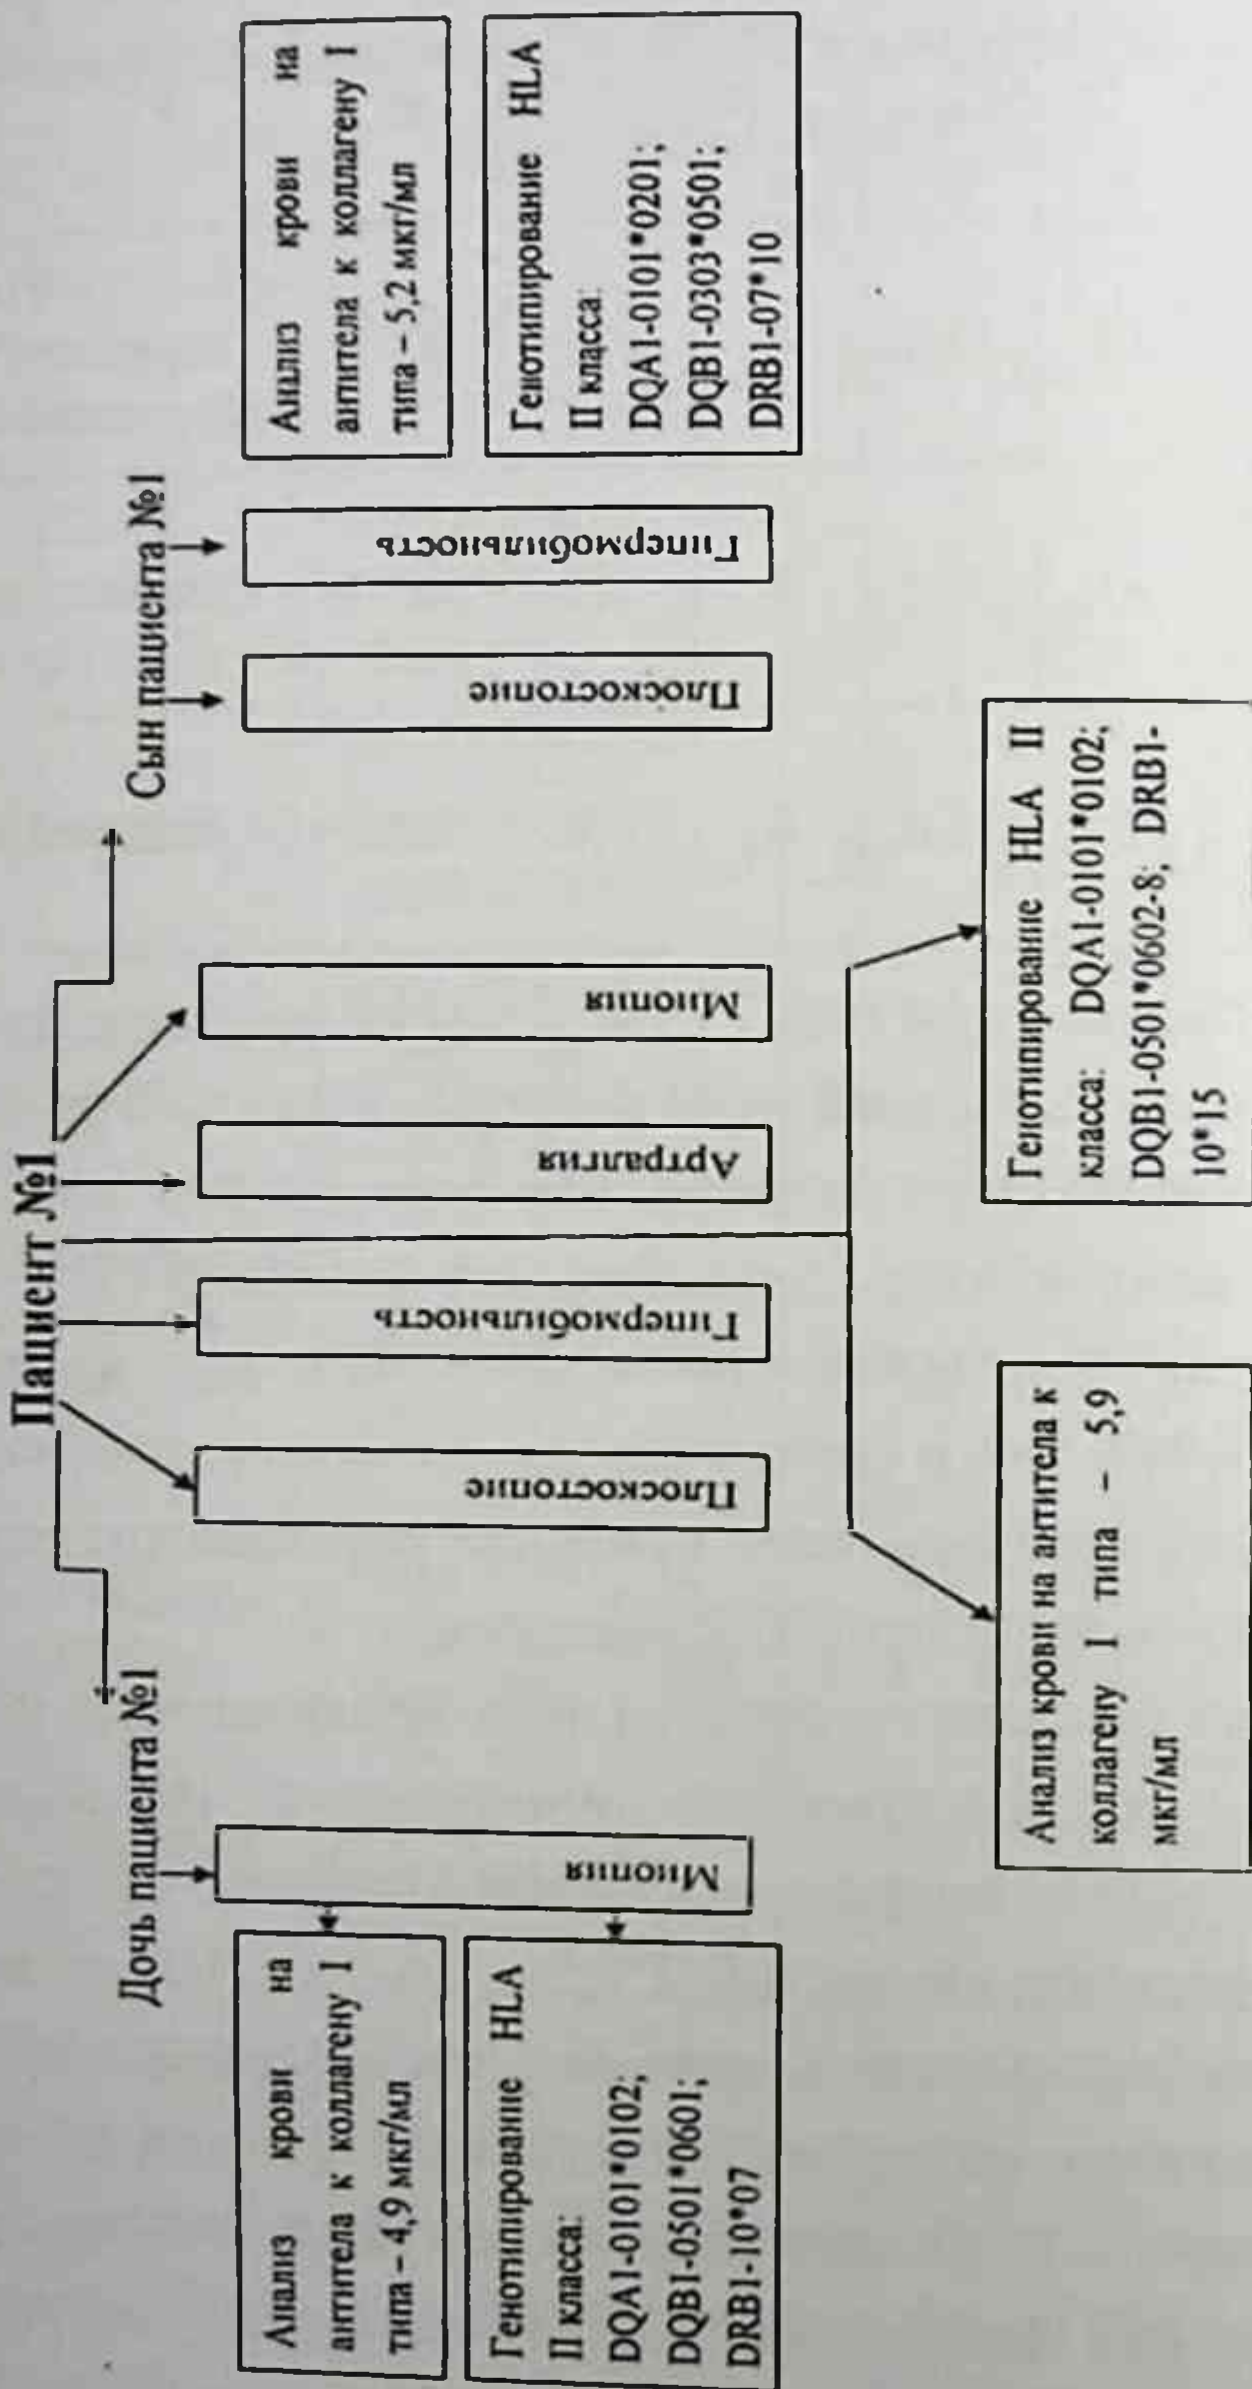 Пациент №1
Дочь пациента №1
Сын пациента №1
Анализ крови на
антитела к коллагену I
типа – 4,9 мкг/мл
Генотипирование HLA
II класса:
DQA1-0101*0102;
DQB1-0501*0601;
DRB1-10*07
Миопия
Плоскостопие
Гипермобильность
Артралгия
Миопия
Плоскостопие
Гипермобильность
Анализ крови на
антитела к коллагену I
типа – 5,2 мкг/мл
Генотипирование HLA
II класса:
DQA1-0101*0201;
DQB1-0303*0501;
DRB1-07*10
Анализ крови на антитела к
коллагену I типа – 5,9
мкг/мл
Генотипирование HLA II
класса: DQA1-0101*0102;
DQB1-0501*0602-8; DRB1-
10*15